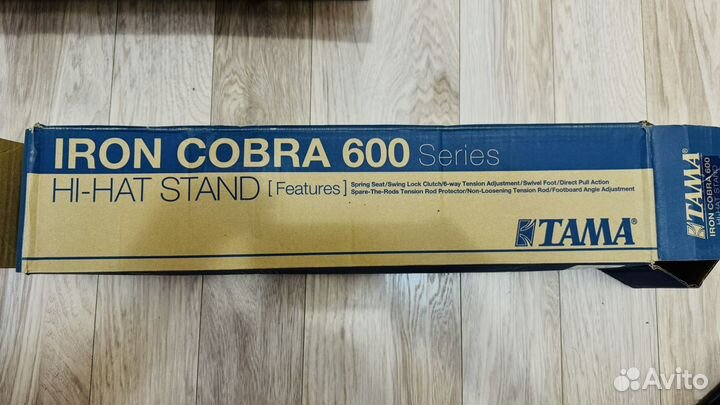 IRON COBRA 600 Series
HI-HAT STAND [Features]
Spring Seat/Swing Lock Clutch/6-way Tension Adjustment/Swivel Foot/Direct Pull Action
Spare-The-Rods Tension Rod Protector/Non-Loosening Tension Rod/Footboard Angle Adjustment
TAMA®
TAMA®
IRON COBRA 600
HI-HAT STAND
Avito